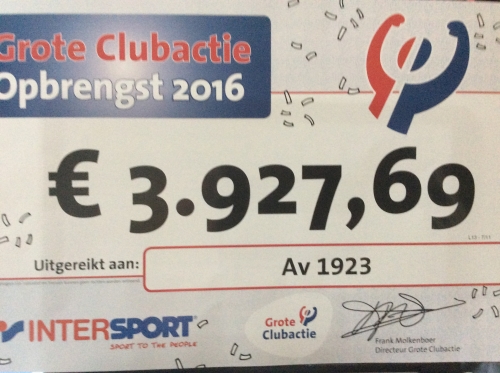 Grote Clubactie
Opbrengst 2016
€ 3.927,69
Uitgereikt aan:
Av 1923
INTERSPORT®
SPORT TO THE PEOPLE
Grote
Clubactie
Frank Molkenboer
Directeur Grote Clubactie